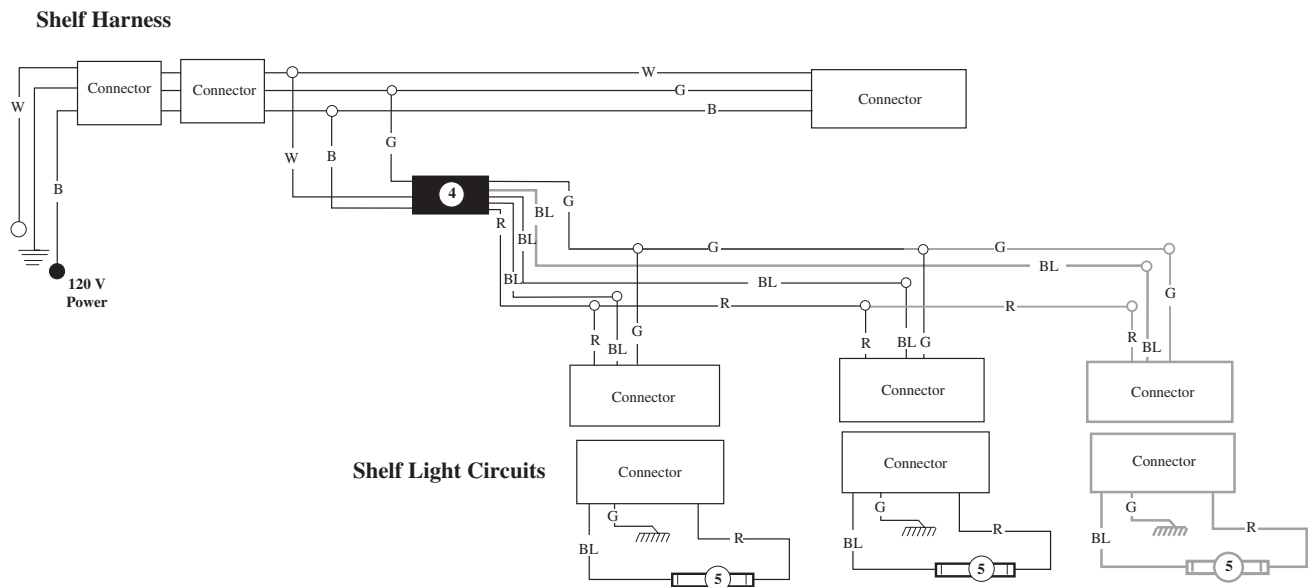 Shelf Harness
W
G
B
Connector
Connector
Connector
W
B
W
B
G
4
120 V
Power
G
BL
R
BL
BL
G
G
BL
BL
R
R
G
R
BL
G
R
BL
G
R
BL
Connector
Connector
Connector
Shelf Light Circuits
Connector
Connector
Connector
G
G
G
BL
R
BL
R
BL
R
5
5
5